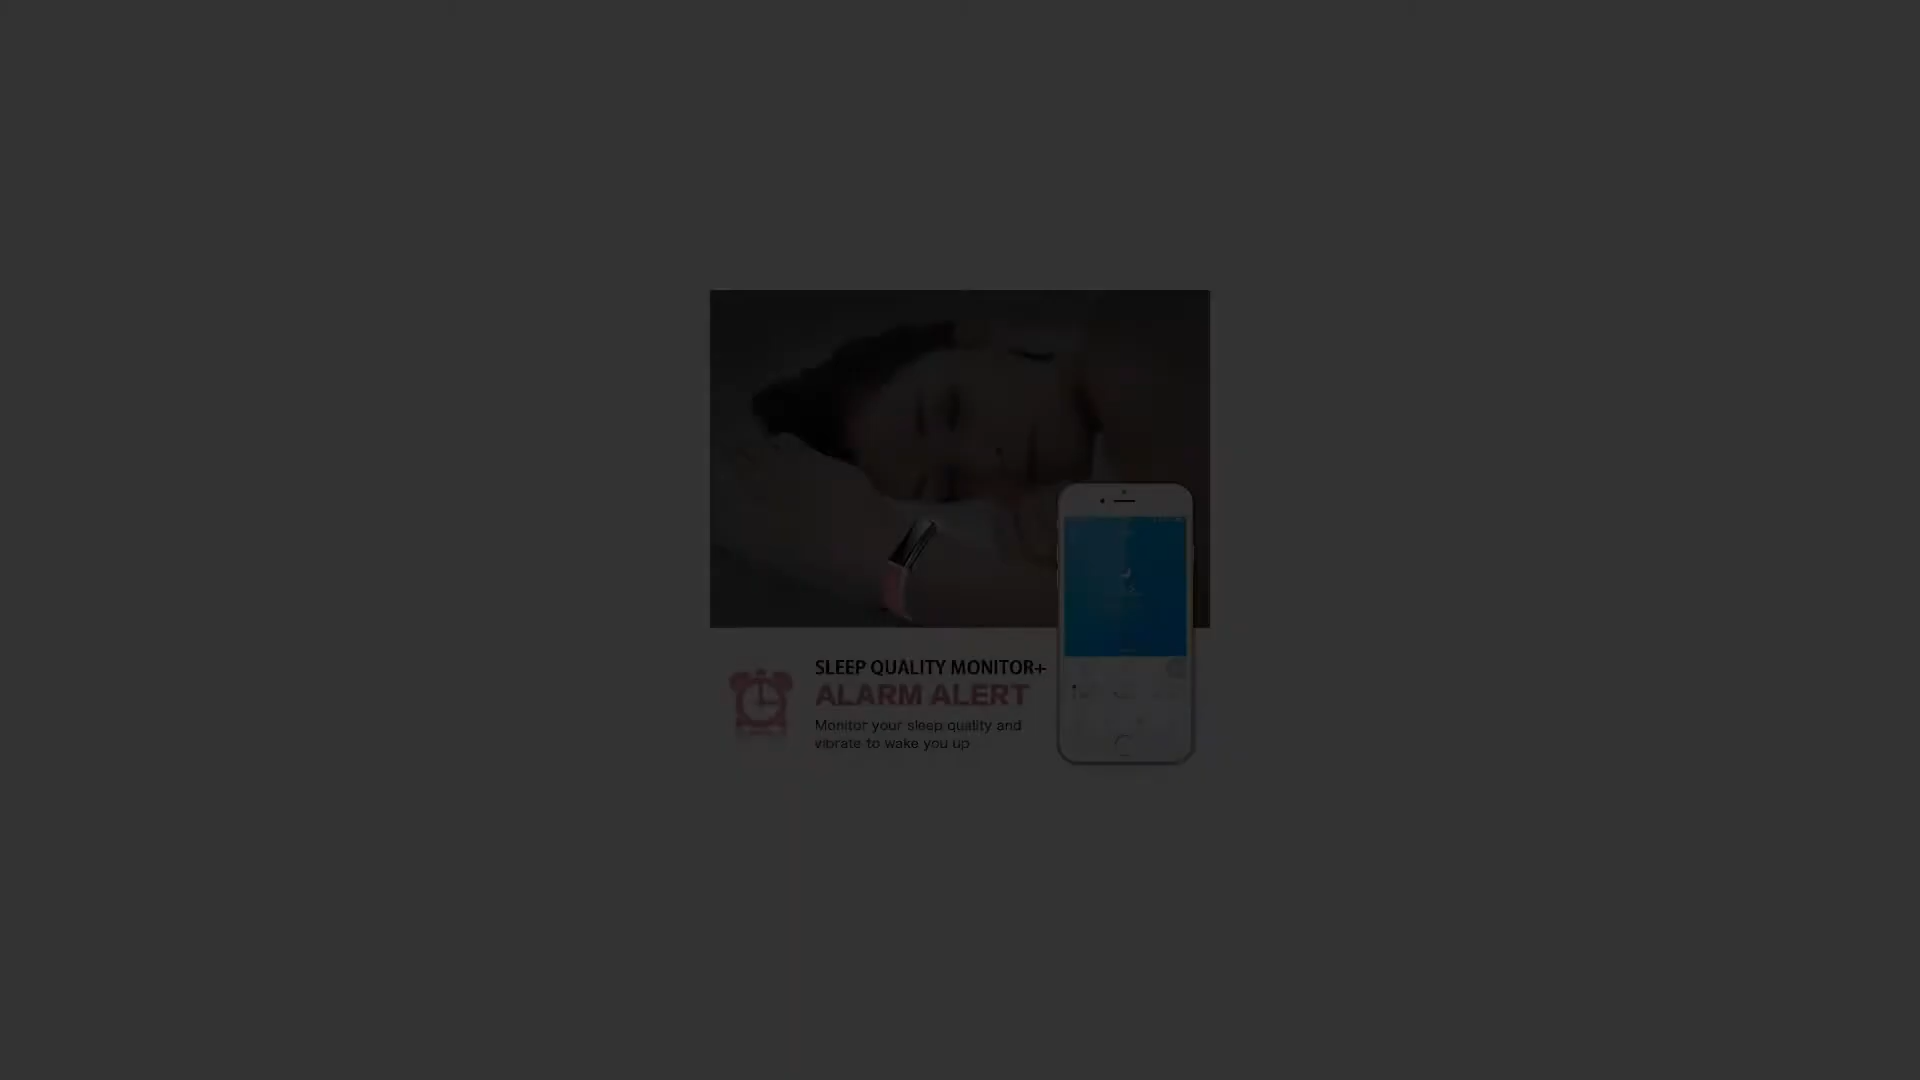 SLEEP QUALITY MONITOR+
ALARM ALERT
Monitor your sleep quality and
vibrate to wake you up